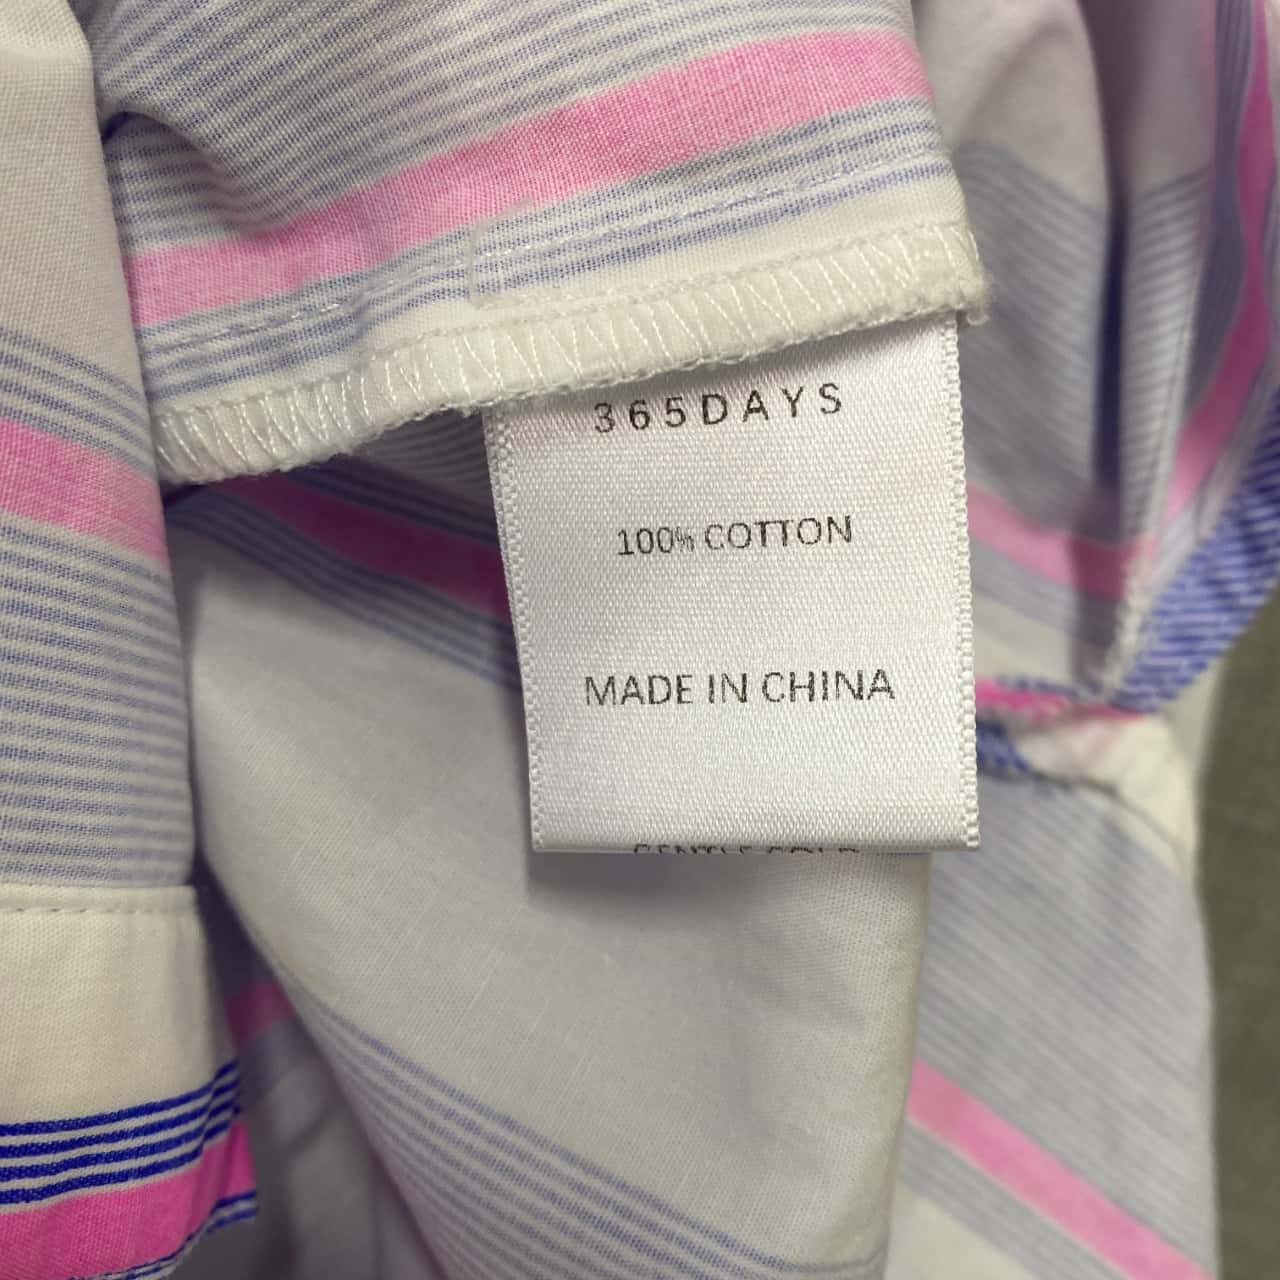 365DAYS
100% COTTON
MADE IN CHINA